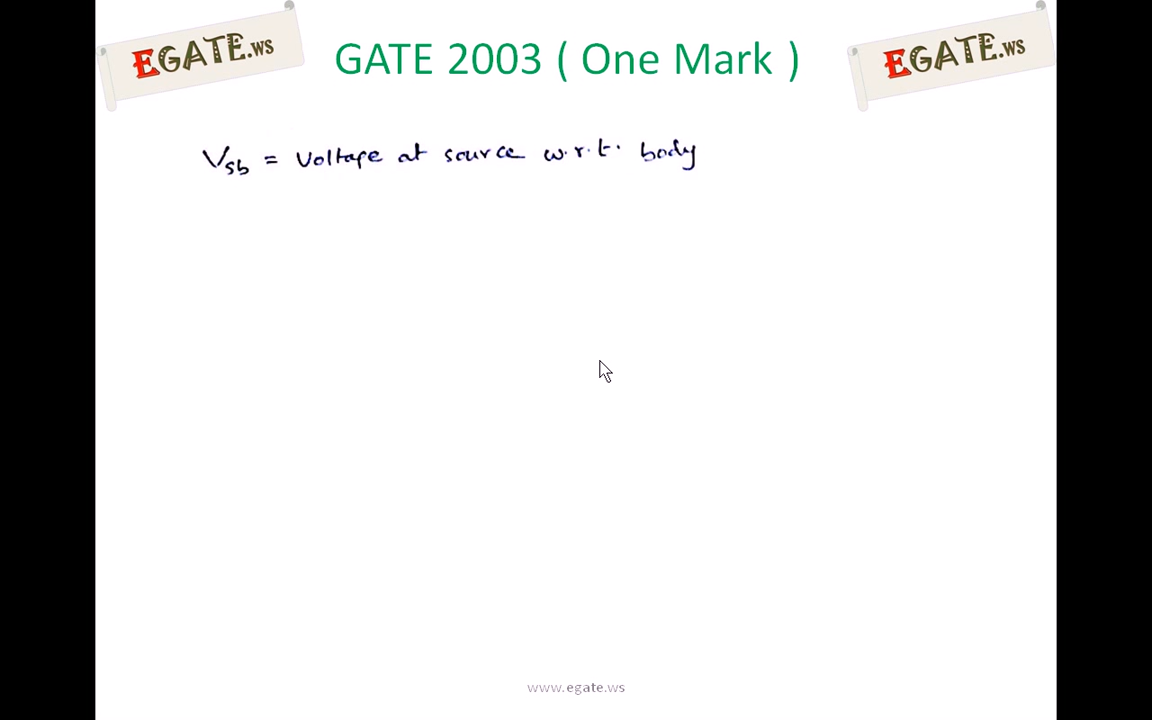 EGATE.ws
GATE 2003 ( One Mark )
EGATE.ws
Vsb = Voltage at source w.r.t. body
www.egate.ws